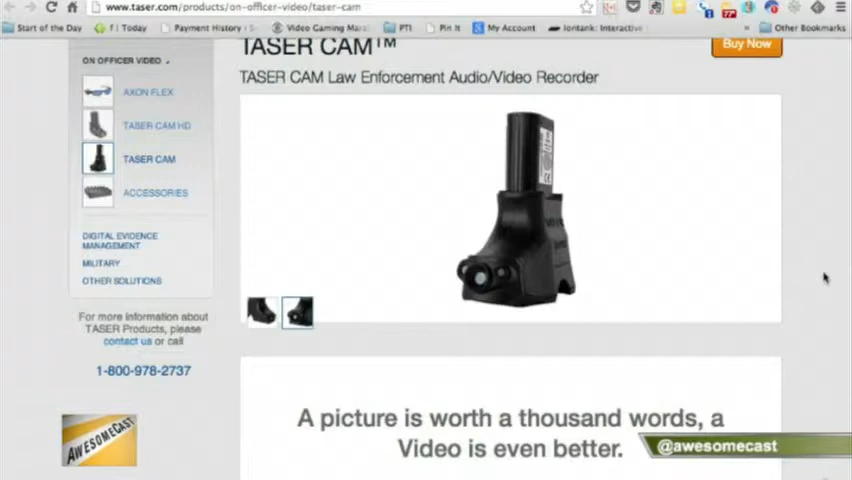 www.taser.com/products/on-officer-video/taser-cam
Start of the Day
f | Today
Payment History
Video Gaming Mara
PTI
Pin It
My Account
Iontank: Interactive
Other Bookmarks
TASER CAM™
Buy Now
ON OFFICER VIDEO
TASER CAM Law Enforcement Audio/Video Recorder
AXON FLEX
TASER CAM HD
TASER CAM
ACCESSORIES
DIGITAL EVIDENCE
MANAGEMENT
MILITARY
OTHER SOLUTIONS
For more information about
TASER Products, please
contact us or call
1-800-978-2737
A picture is worth a thousand words, a
Video is even better.
AWESOMECAST
@awesomecast